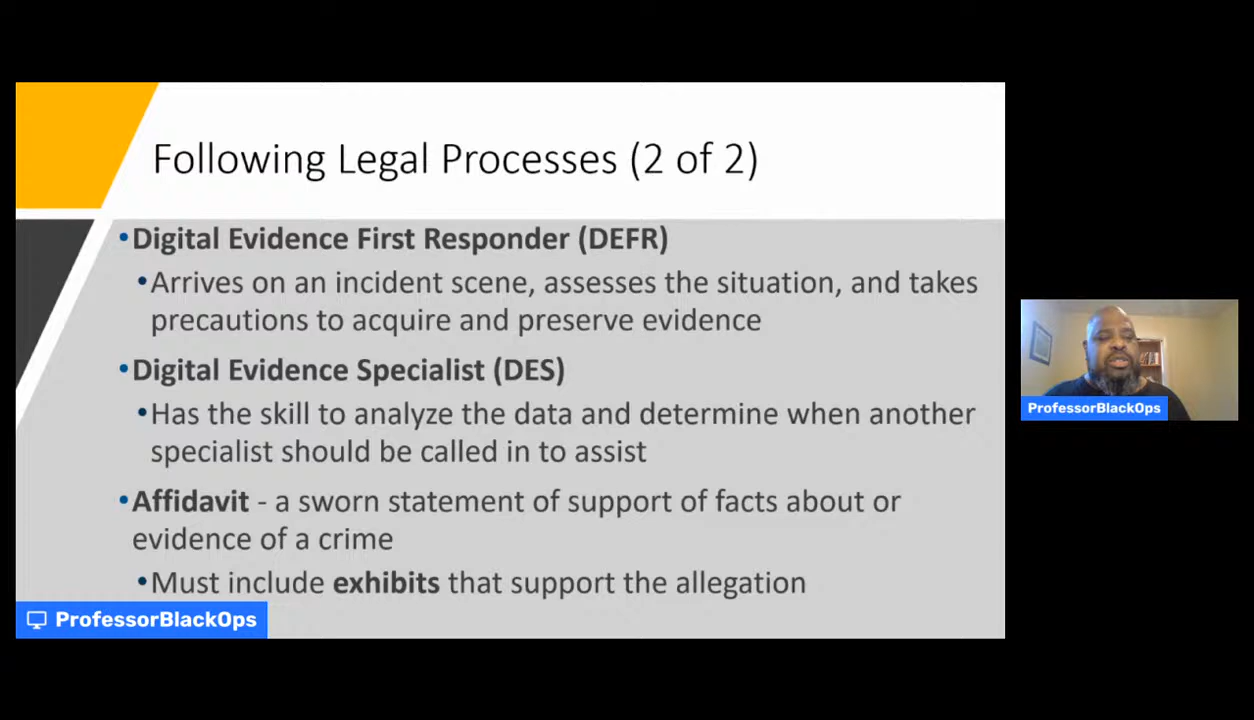 Following Legal Processes (2 of 2)
•Digital Evidence First Responder (DEFR)
•Arrives on an incident scene, assesses the situation, and takes
precautions to acquire and preserve evidence
•Digital Evidence Specialist (DES)
•Has the skill to analyze the data and determine when another
specialist should be called in to assist
•Affidavit - a sworn statement of support of facts about or
evidence of a crime
•Must include exhibits that support the allegation
ProfessorBlackOps
ProfessorBlackOps